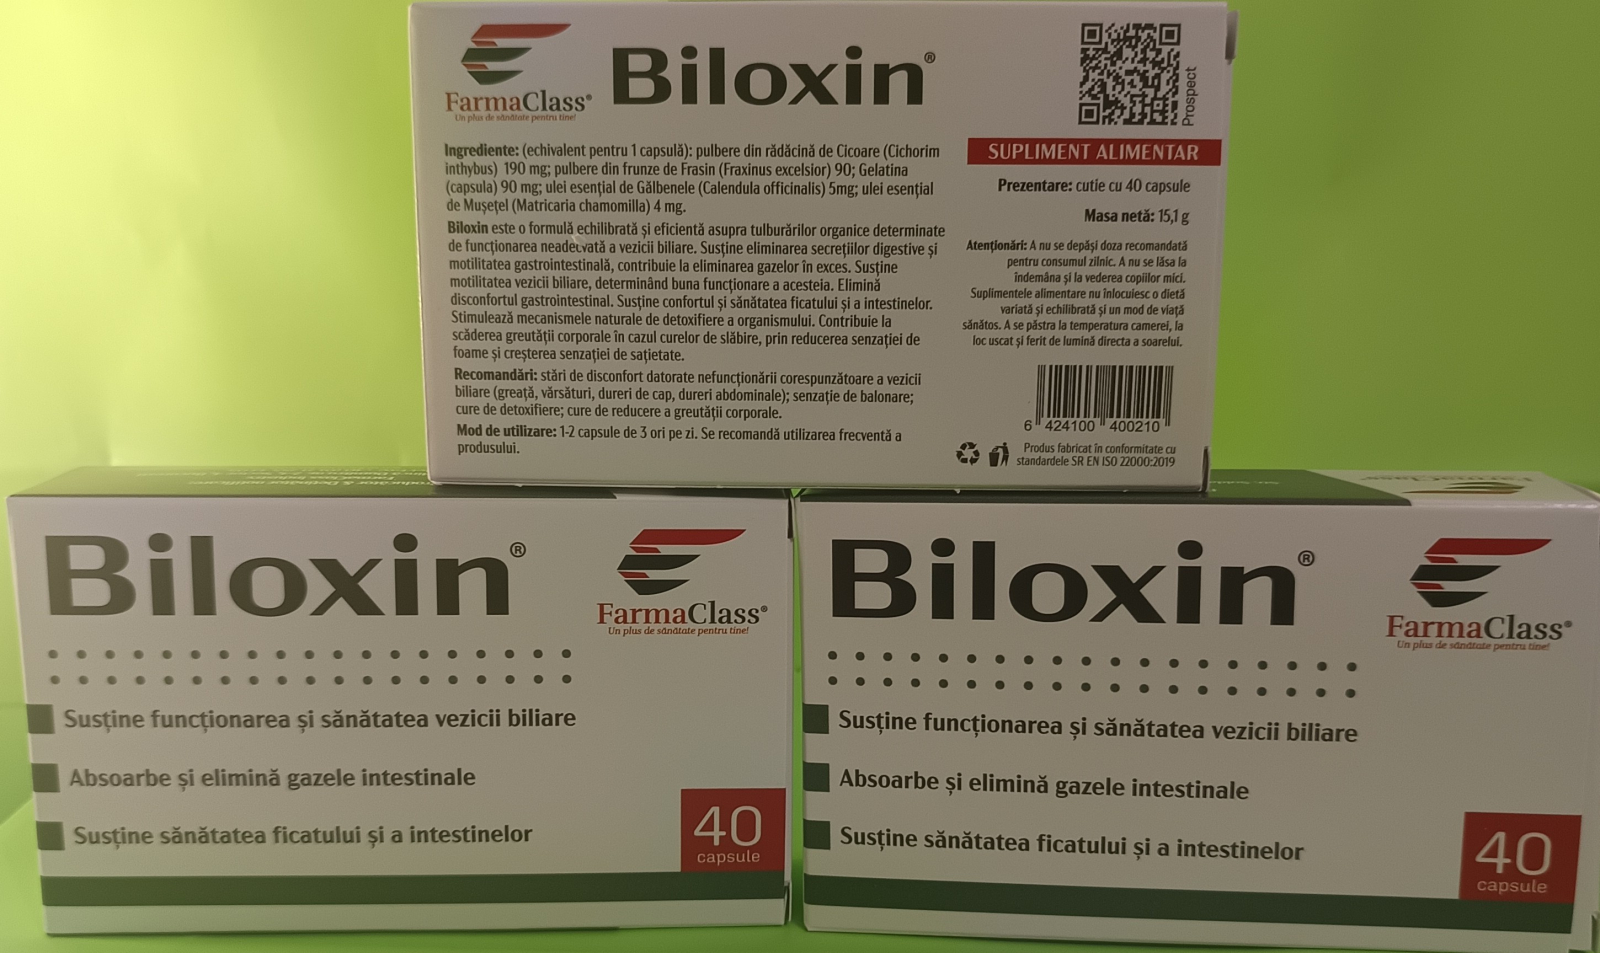 FarmaClass®
Un plus de sănătate pentru tine!
Biloxin®
Prospect
Ingrediente: (echivalent pentru 1 capsulă): pulbere din rădăcină de Cicoare (Cichorim
inthybus) 190 mg; pulbere din frunze de Frasin (Fraxinus excelsior) 90; Gelatina
(capsula) 90 mg; ulei esențial de Gălbenele (Calendula officinalis) 5mg; ulei esențial
de Mușețel (Matricaria chamomilla) 4 mg.
Biloxin este o formulă echilibrată și eficientă asupra tulburărilor organice determinate
de funcționarea neadecvată a vezicii biliare. Susține eliminarea secrețiilor digestive și
motilitatea gastrointestinală, contribuie la eliminarea gazelor în exces. Susține
motilitatea vezicii biliare, determinând buna funcționare a acesteia. Elimină
disconfortul gastrointestinal. Susține confortul și sănătatea ficatului și a intestinelor.
Stimulează mecanismele naturale de detoxifiere a organismului. Contribuie la
scăderea greutății corporale în cazul curelor de slăbire, prin reducerea senzației de
foame și creșterea senzației de sațietate.
Recomandări: stări de disconfort datorate nefuncționării corespunzătoare a vezicii
biliare (greață, vărsături, dureri de cap, dureri abdominale); senzație de balonare;
cure de detoxifiere; cure de reducere a greutății corporale.
Mod de utilizare: 1-2 capsule de 3 ori pe zi. Se recomandă utilizarea frecventă a
produsului.
SUPLIMENT ALIMENTAR
Prezentare: cutie cu 40 capsule
Masa netă: 15,1 g
Atenționări: A nu se depăși doza recomandată
pentru consumul zilnic. A nu se lăsa la
îndemâna și la vederea copiilor mici.
Suplimentele alimentare nu înlocuiesc o dietă
variată și echilibrată și un mod de viață
sănătos. A se păstra la temperatura camerei, la
loc uscat și ferit de lumină directa a soarelui.
6 424100 400210
Produs fabricat în conformitate cu
standardele SR EN ISO 22000:2019
Biloxin®
FarmaClass®
Un plus de sănătate pentru tine!
Susține funcționarea și sănătatea vezicii biliare
Absoarbe și elimină gazele intestinale
Susține sănătatea ficatului și a intestinelor
40
capsule
FarmaClass®
Biloxin®
FarmaClass®
Un plus de sănătate pentru tine!
Susține funcționarea și sănătatea vezicii biliare
Absoarbe și elimină gazele intestinale
Susține sănătatea ficatului și a intestinelor
40
capsule